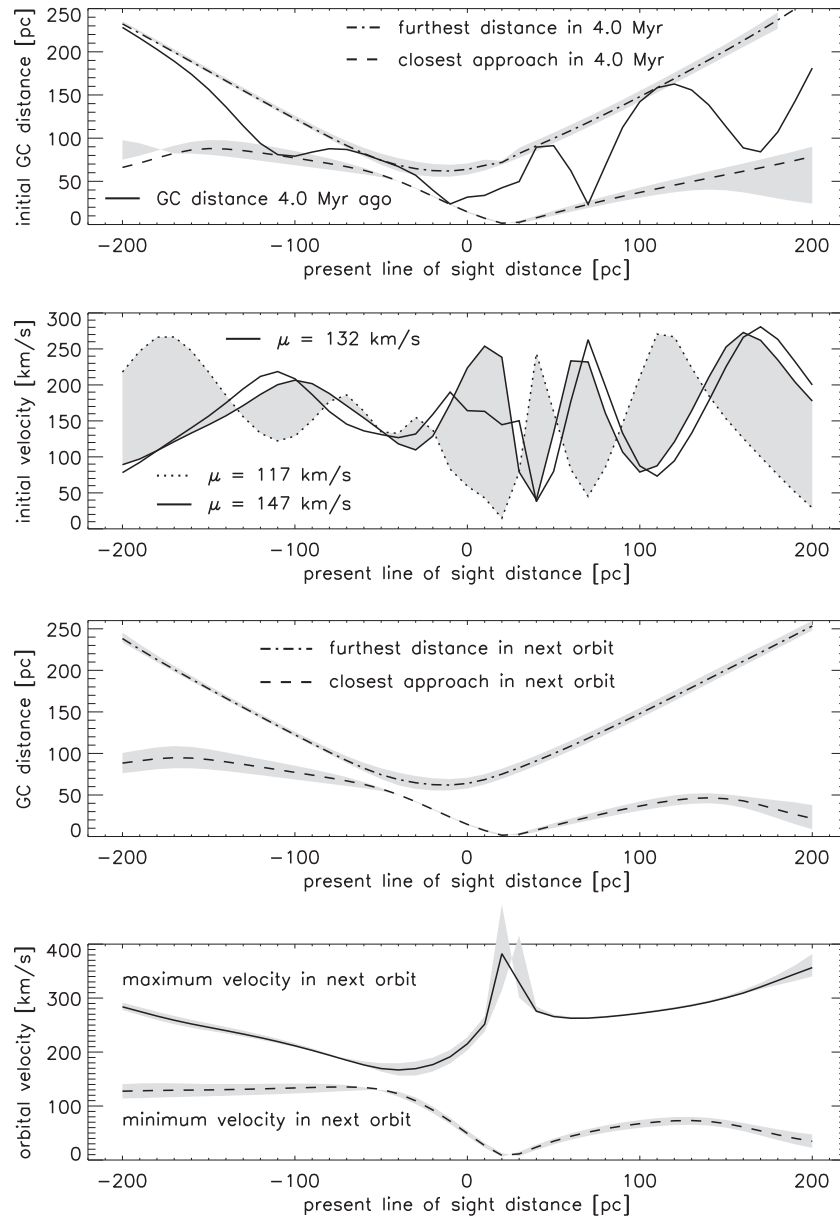 250
200
150
100
50
0
initial GC distance [pc]
furthest distance in 4.0 Myr
closest approach in 4.0 Myr
GC distance 4.0 Myr ago
−200 −100 0 100 200
present line of sight distance [pc]
300
250
200
150
100
50
0
initial velocity [km/s]
μ = 132 km/s
μ = 117 km/s
μ = 147 km/s
−200 −100 0 100 200
present line of sight distance [pc]
250
200
150
100
50
0
GC distance [pc]
furthest distance in next orbit
closest approach in next orbit
−200 −100 0 100 200
present line of sight distance [pc]
400
300
200
100
0
orbital velocity [km/s]
maximum velocity in next orbit
minimum velocity in next orbit
−200 −100 0 100 200
present line of sight distance [pc]